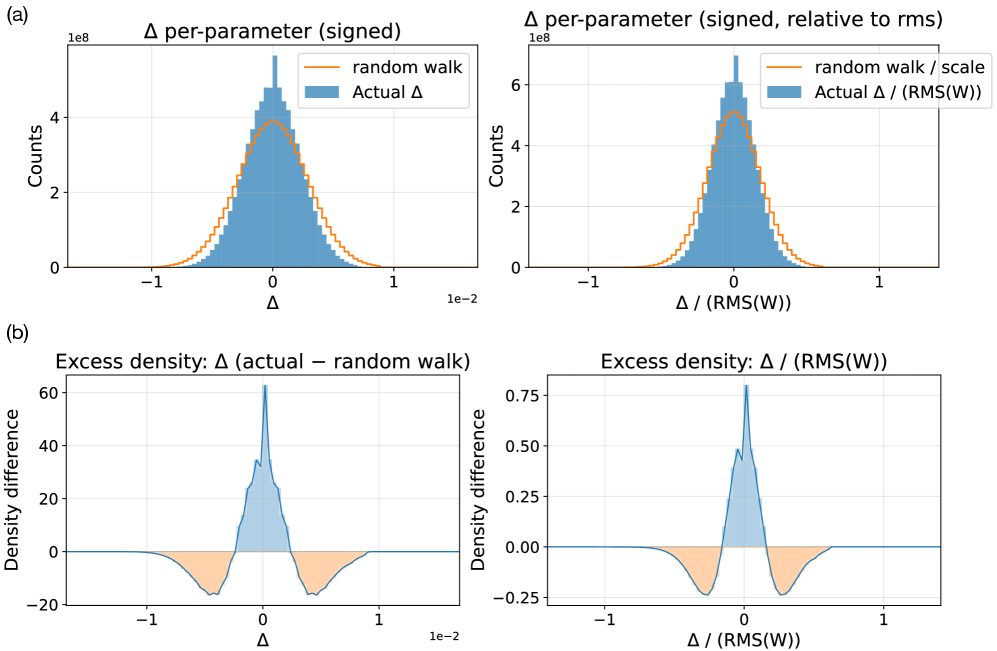 (a)
Δ per-parameter (signed)
1e8
random walk
Actual Δ
4
2
0
Counts
−1
0
1
Δ
1e−2
Δ per-parameter (signed, relative to rms)
1e8
random walk / scale
Actual Δ / (RMS(W))
6
4
2
0
Counts
−1
0
1
Δ / (RMS(W))
(b)
Excess density: Δ (actual − random walk)
60
40
20
0
−20
Density difference
−1
0
1
Δ
1e−2
Excess density: Δ / (RMS(W))
0.75
0.50
0.25
0.00
−0.25
Density difference
−1
0
1
Δ / (RMS(W))